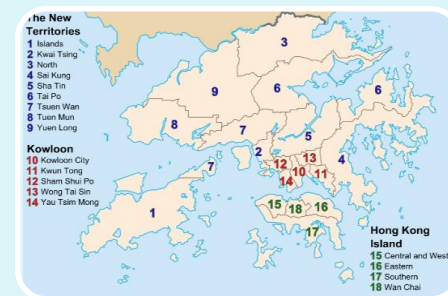 The New
Territories
1 Islands
2 Kwai Tsing
3 North
4 Sai Kung
5 Sha Tin
6 Tai Po
7 Tsuen Wan
8 Tuen Mun
9 Yuen Long
Kowloon
10 Kowloon City
11 Kwun Tong
12 Sham Shui Po
13 Wong Tai Sin
14 Yau Tsim Mong
3
9
6
6
8
7
5
2
12
13
10
11
14
4
7
1
15
18
16
17
Hong Kong
Island
15 Central and West
16 Eastern
17 Southern
18 Wan Chai